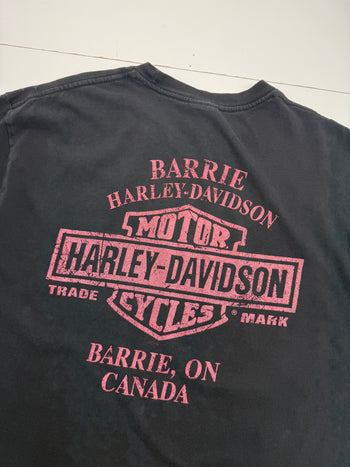 BARRIE
HARLEY-DAVIDSON
MOTOR
HARLEY-DAVIDSON
CYCLES
TRADE ® MARK
BARRIE, ON
CANADA